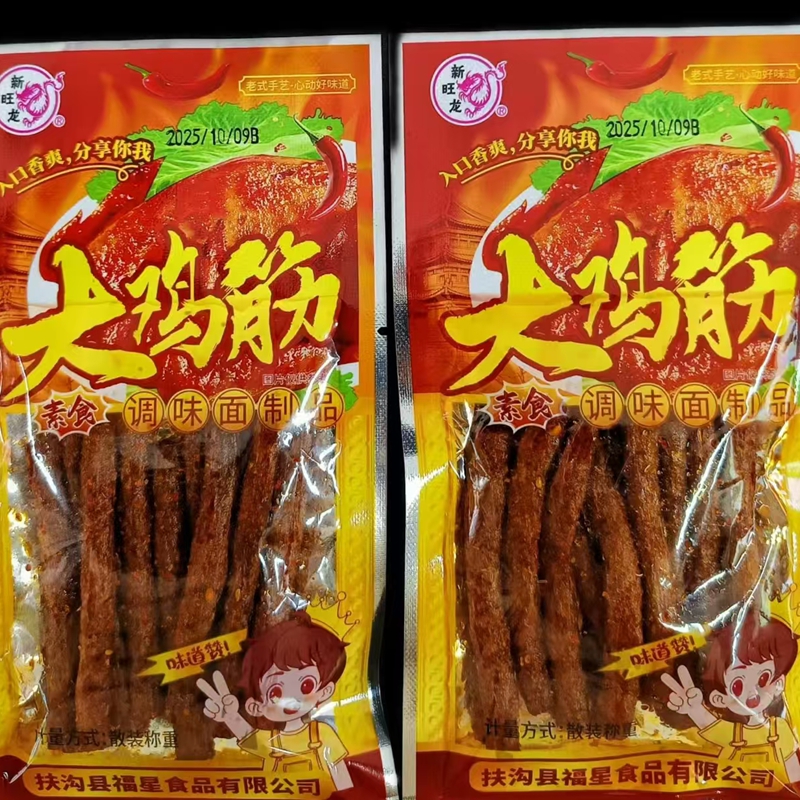 新旺龙
老式手艺·心动好味道
2025/10/09B
入口香爽,分享你我
大鸡筋
素食
调味面制品
味道赞!
计量方式:散装称重
扶沟县福星食品有限公司
新旺龙
老式手艺·心动好味道
2025/10/09B
入口香爽,分享你我
大鸡筋
素食
调味面制品
味道赞!
计量方式:散装称重
扶沟县福星食品有限公司